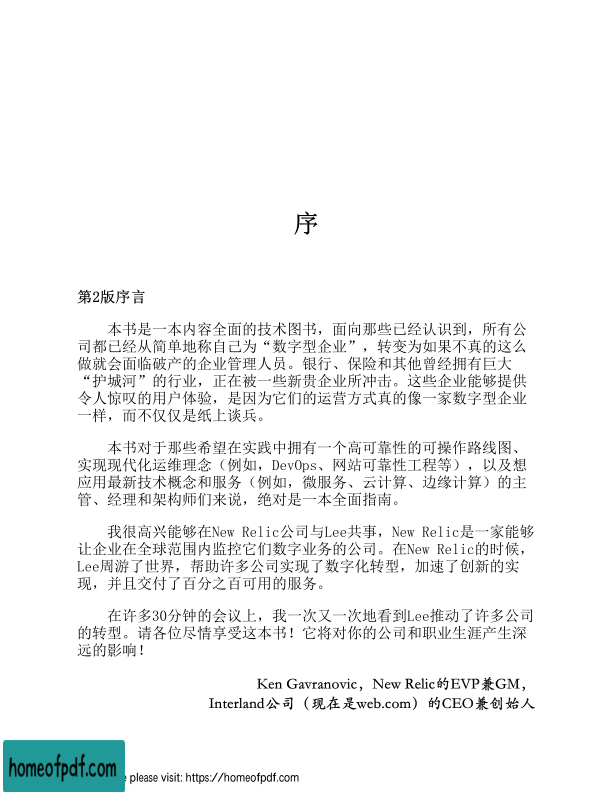 序
第2版序言
本书是一本内容全面的技术图书，面向那些已经认识到，所有公
司都已经从简单地称自己为“数字型企业”，转变为如果不真的这么
做就会面临破产的企业管理人员。银行、保险和其他曾经拥有巨大
“护城河”的行业，正在被一些新贵企业所冲击。这些企业能够提供
令人惊叹的用户体验，是因为它们的运营方式真的像一家数字型企业
一样，而不仅仅是纸上谈兵。
本书对于那些希望在实践中拥有一个高可靠性的可操作路线图、
实现现代化运维理念（例如，DevOps、网站可靠性工程等），以及想
应用最新技术概念和服务（例如，微服务、云计算、边缘计算）的主
管、经理和架构师们来说，绝对是一本全面指南。
我很高兴能够在New Relic公司与Lee共事，New Relic是一家能够
让企业在全球范围内监控它们数字业务的公司。在New Relic的时候，
Lee周游了世界，帮助许多公司实现了数字化转型，加速了创新的实
现，并且交付了百分之百可用的服务。
在许多30分钟的会议上，我一次又一次地看到Lee推动了许多公司
的转型。请各位尽情享受这本书！它将对你的公司和职业生涯产生深
远的影响！
Ken Gavranovic，New Relic的EVP兼GM，
Interland公司（现在是web.com）的CEO兼创始人
homeofpdf.com
e please visit: https://homeofpdf.com